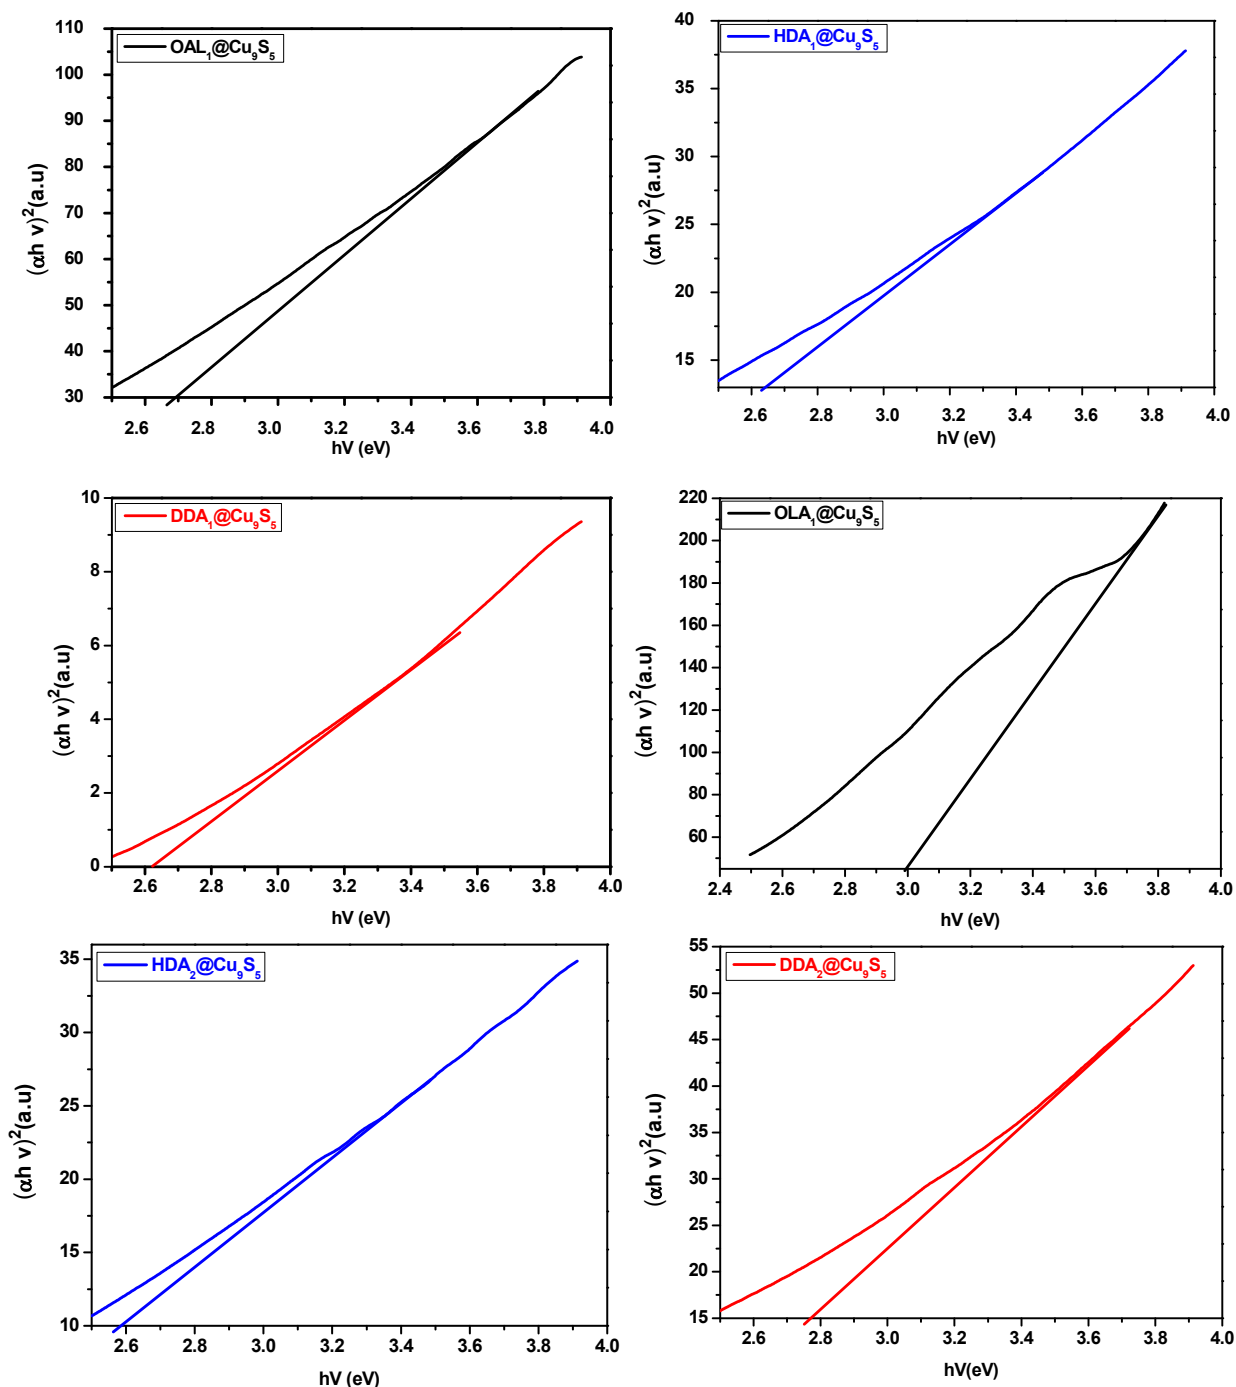 OAL₁@Cu₉S₅
110
100
90
80
70
60
50
40
30
(αh ν)²(a.u)
2.6 2.8 3.0 3.2 3.4 3.6 3.8 4.0
hV (eV)
HDA₁@Cu₉S₅
40
35
30
25
20
15
(αh ν)²(a.u)
2.6 2.8 3.0 3.2 3.4 3.6 3.8 4.0
hV (eV)
DDA₁@Cu₉S₅
10
8
6
4
2
0
(αh ν)²(a.u)
2.6 2.8 3.0 3.2 3.4 3.6 3.8 4.0
hV (eV)
OLA₁@Cu₉S₅
220
200
180
160
140
120
100
80
60
(αh ν)²(a.u)
2.4 2.6 2.8 3.0 3.2 3.4 3.6 3.8 4.0
hV (eV)
HDA₂@Cu₉S₅
35
30
25
20
15
10
(αh ν)²(a.u)
2.6 2.8 3.0 3.2 3.4 3.6 3.8 4.0
hV (eV)
DDA₂@Cu₉S₅
55
50
45
40
35
30
25
20
15
(αh ν)²(a.u)
2.6 2.8 3.0 3.2 3.4 3.6 3.8 4.0
hV(eV)